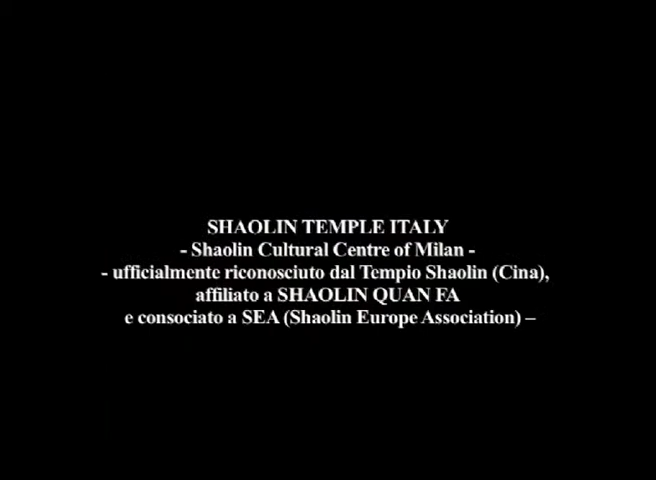 SHAOLIN TEMPLE ITALY
- Shaolin Cultural Centre of Milan -
- ufficialmente riconosciuto dal Tempio Shaolin (Cina),
affiliato a SHAOLIN QUAN FA
e consociato a SEA (Shaolin Europe Association) –